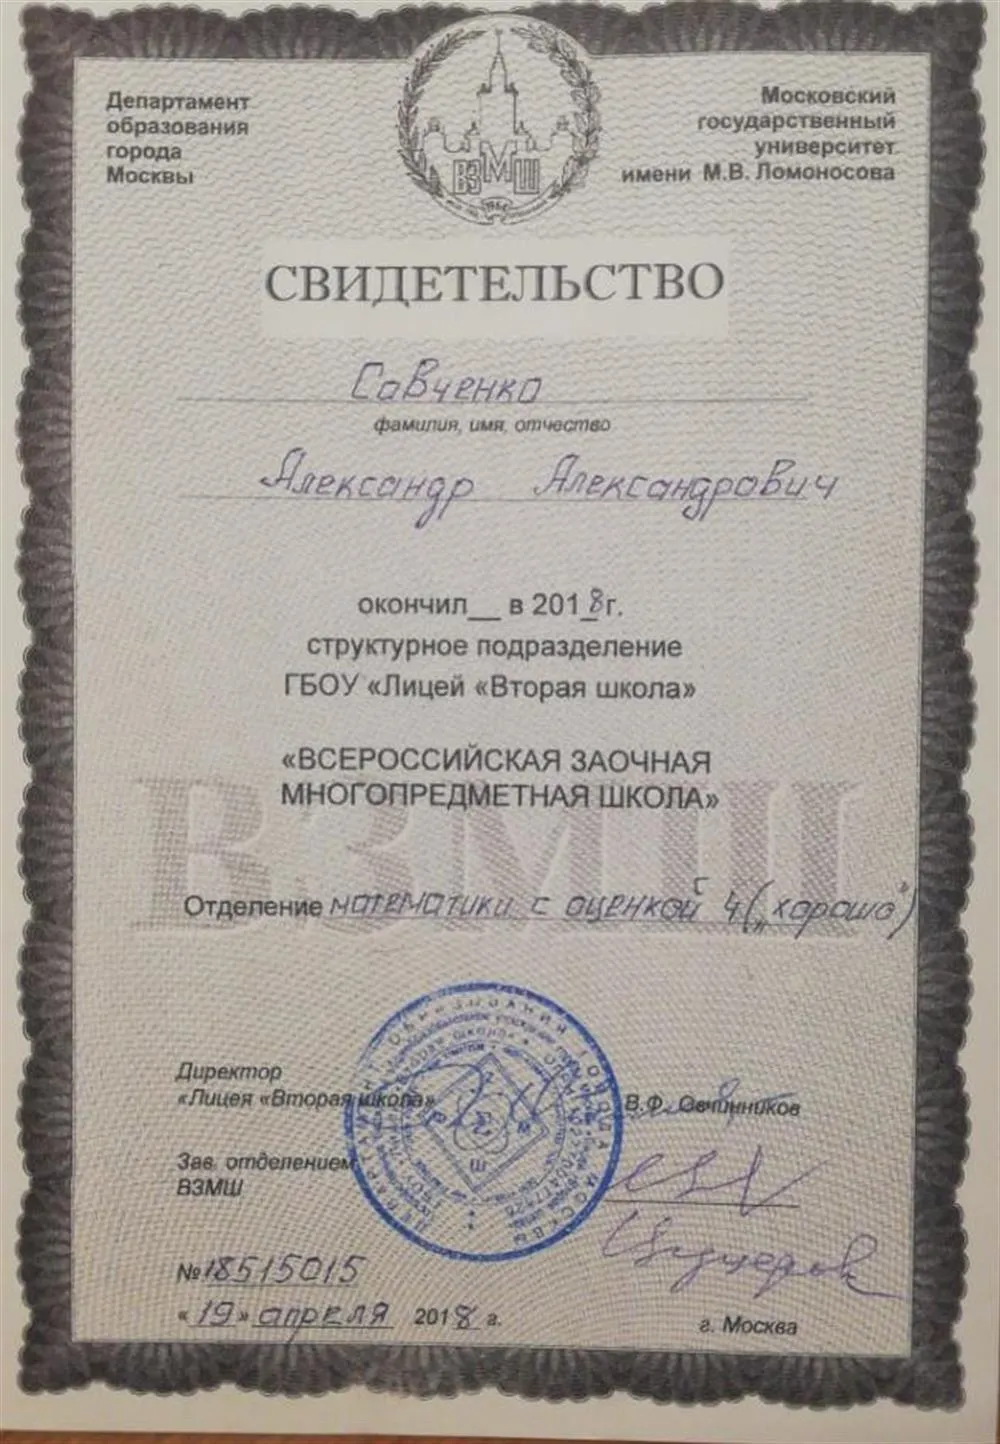 Департамент
образования
города
Москвы
Московский
государственный
университет
имени М.В. Ломоносова
ВЗМШ
СВИДЕТЕЛЬСТВО
Савченко
фамилия, имя, отчество
Александр Александрович
окончил__ в 2018г.
структурное подразделение
ГБОУ «Лицей «Вторая школа»
«ВСЕРОССИЙСКАЯ ЗАОЧНАЯ
МНОГОПРЕДМЕТНАЯ ШКОЛА»
ВЗМШ
Отделение математики с оценкой 4 („хорошо”)
Директор
«Лицея «Вторая школа»
В.Ф. Овчинников
Зав. отделением
ВЗМШ
№18515015
«19» апреля 2018 г.
г. Москва